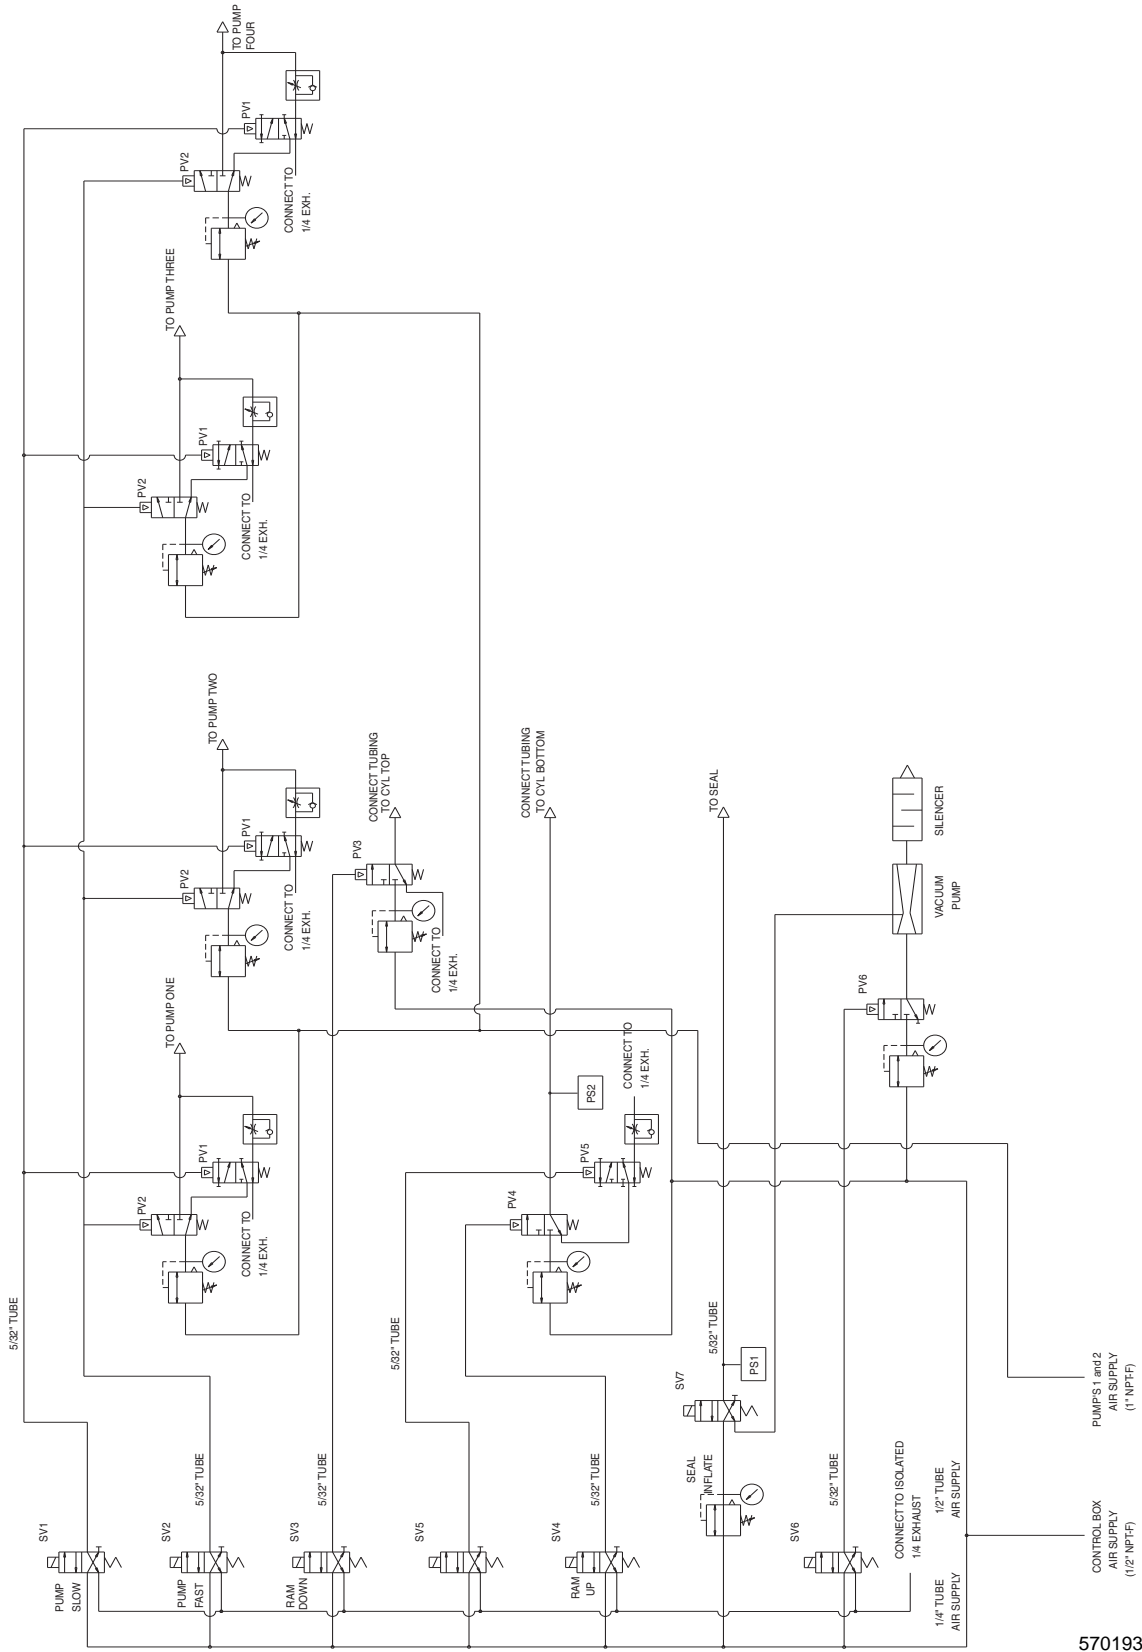 TO PUMP
FOUR
PV1
PV2
CONNECT TO
1/4 EXH.
TO PUMP THREE
PV1
PV2
CONNECT TO
1/4 EXH.
TO PUMP TWO
PV1
PV2
CONNECT TO
1/4 EXH.
TO PUMP ONE
PV1
PV2
CONNECT TO
1/4 EXH.
5/32" TUBE
CONNECT TUBING
TO CYL TOP
PV3
CONNECT TO
1/4 EXH.
CONNECT TUBING
TO CYL BOTTOM
CONNECT TO
1/4 EXH.
PS2
PV5
PV4
5/32" TUBE
TO SEAL
5/32" TUBE
PS1
SV7
SEAL
INFLATE
SILENCER
VACUUM
PUMP
PV6
SV1
PUMP
SLOW
5/32" TUBE
SV2
PUMP
FAST
5/32" TUBE
SV3
RAM
DOWN
SV5
5/32" TUBE
SV4
RAM
UP
5/32" TUBE
SV6
CONNECT TO ISOLATED
1/4 EXHAUST
1/2" TUBE
AIR SUPPLY
1/4" TUBE
AIR SUPPLY
PUMP'S 1 and 2
AIR SUPPLY
(1" NPT-F)
CONTROL BOX
AIR SUPPLY
(1/2" NPT-F)
570193